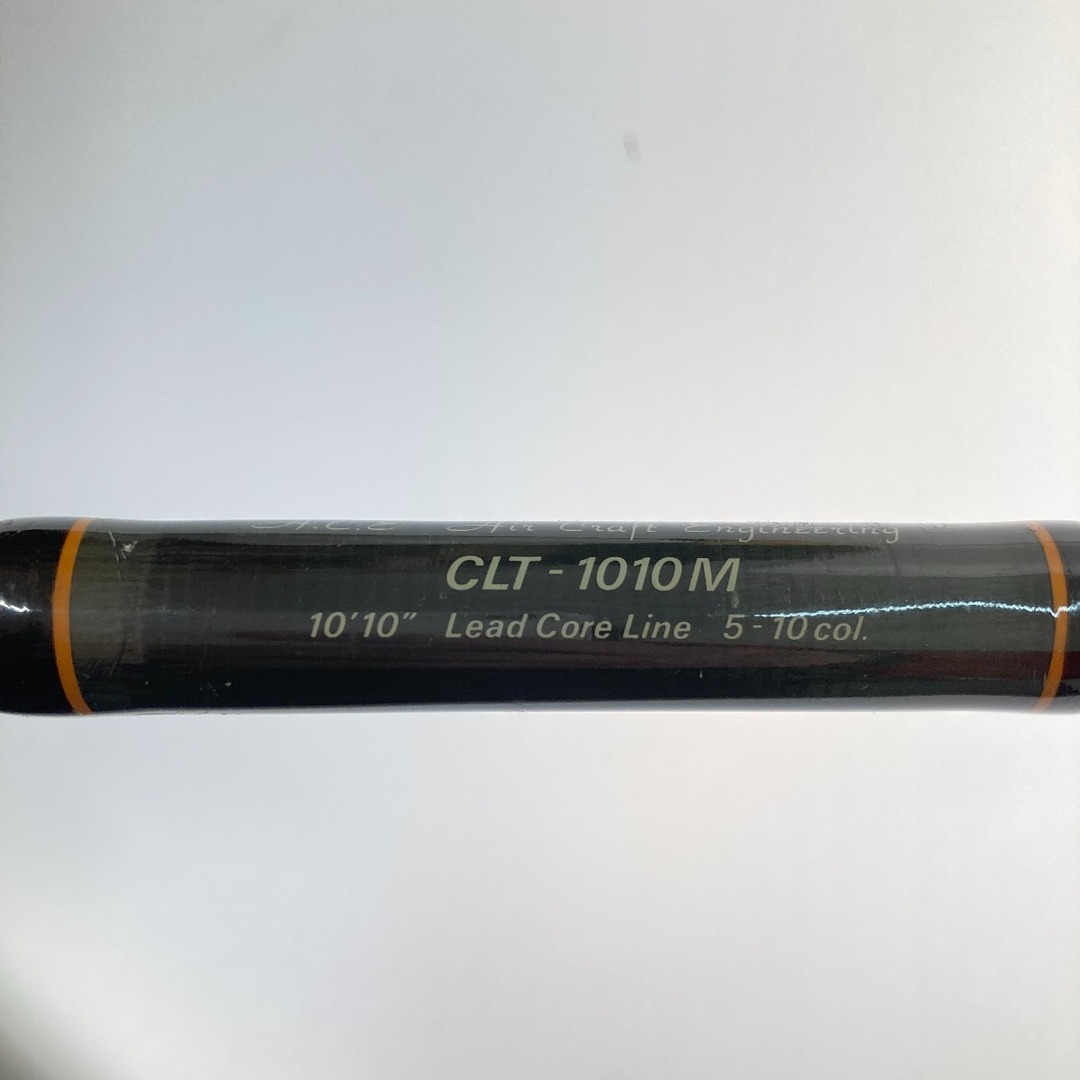 A.C.E Air Craft Engineering
CLT - 1010M
10'10" Lead Core Line 5 - 10 col.